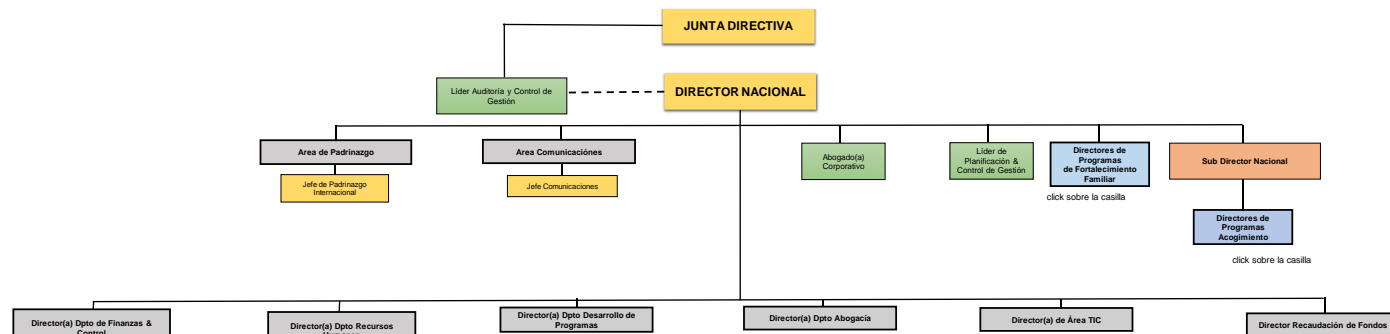 JUNTA DIRECTIVA
Líder Auditoría y Control de
Gestión
DIRECTOR NACIONAL
Area de Padrinazgo
Jefe de Padrinazgo
Internacional
Area Comunicaciónes
Jefe Comunicaciones
Abogado(a)
Corporativo
Líder de
Planificación &
Control de Gestión
Directores de
Programas
de Fortalecimiento
Familiar
click sobre la casilla
Sub Director Nacional
Directores de
Programas
Acogimiento
click sobre la casilla
Director(a) Dpto de Finanzas &
Control
Director(a) Dpto Recursos
Director(a) Dpto Desarrollo de
Programas
Director(a) Dpto Abogacía
Director(a) de Área TIC
Director Recaudación de Fondos